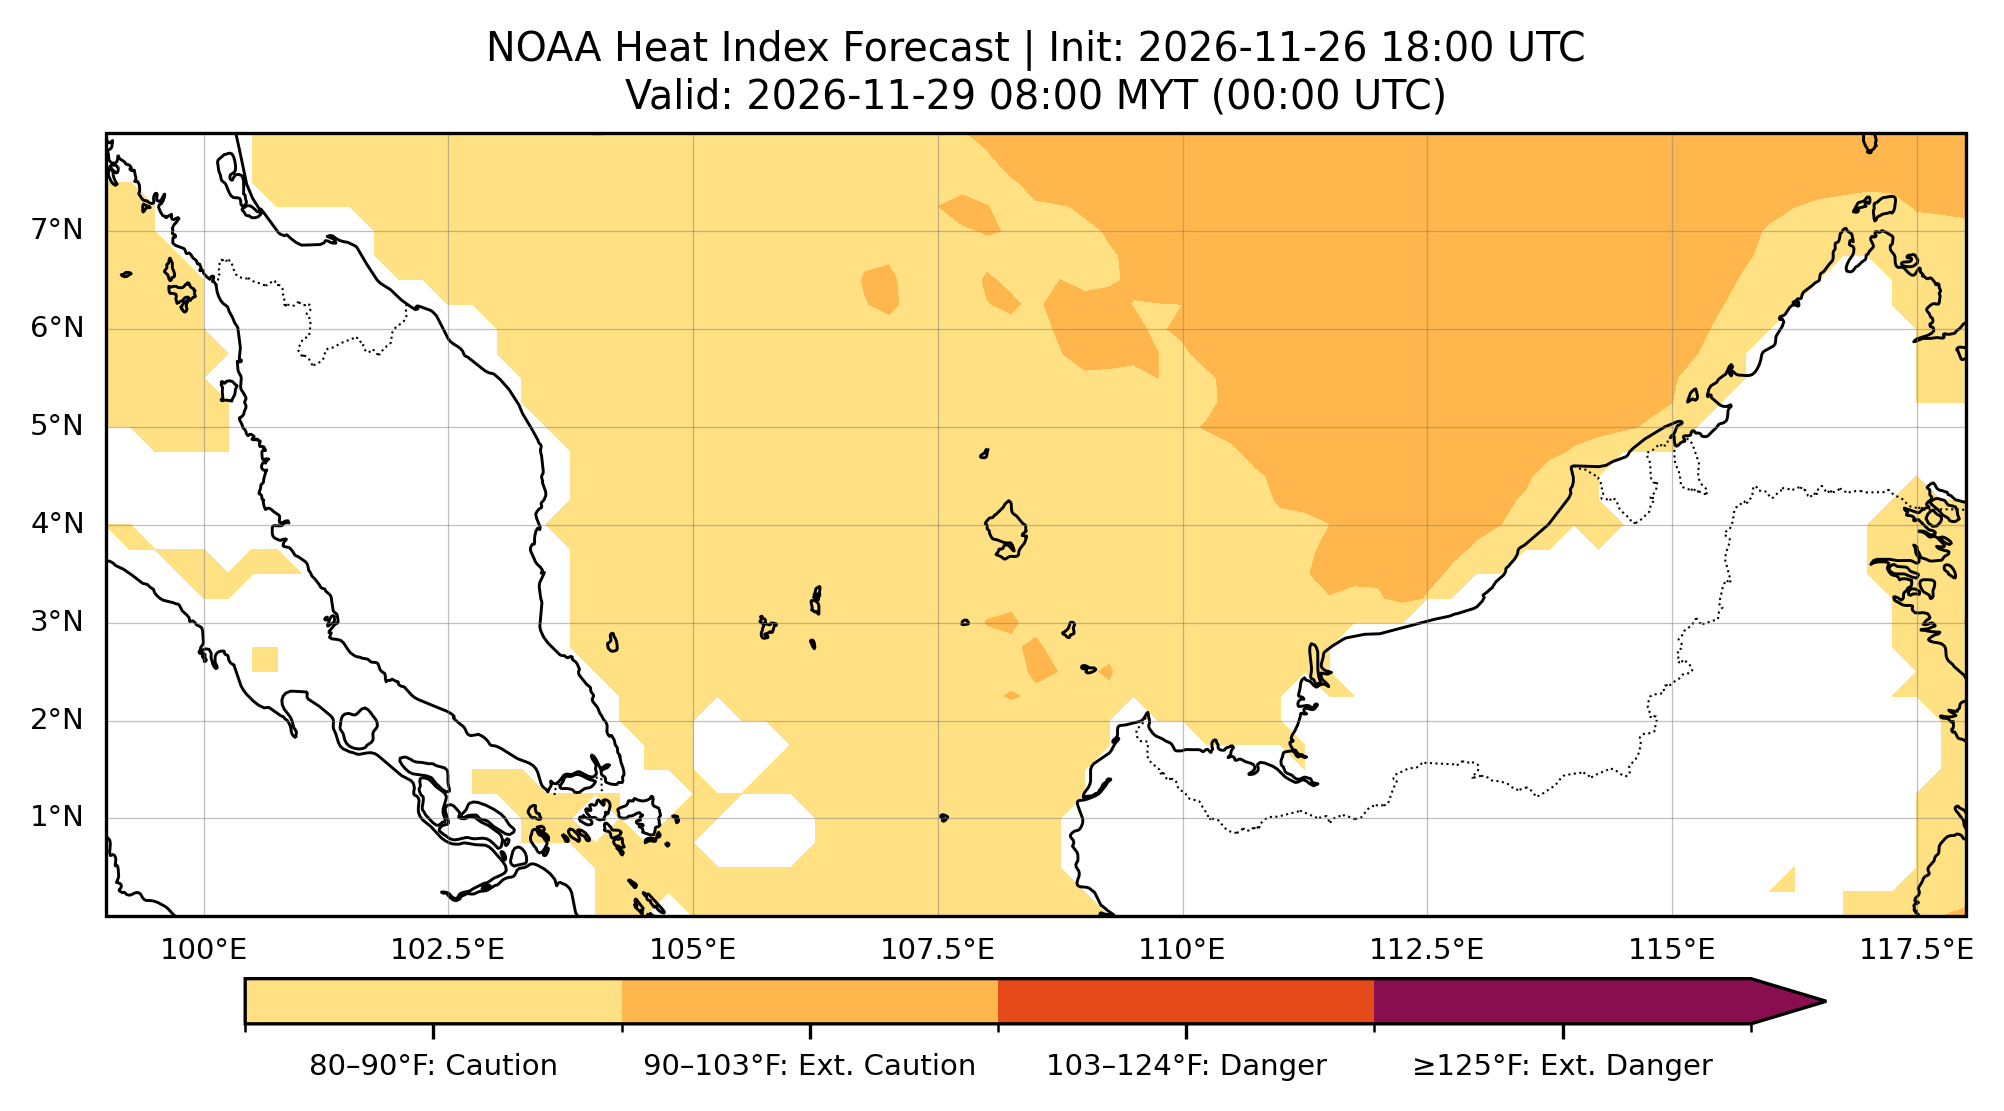 NOAA Heat Index Forecast | Init: 2026-11-26 18:00 UTC
Valid: 2026-11-29 08:00 MYT (00:00 UTC)
7°N
6°N
5°N
4°N
3°N
2°N
1°N
100°E 102.5°E 105°E 107.5°E 110°E 112.5°E 115°E 117.5°E
80–90°F: Caution 90–103°F: Ext. Caution 103–124°F: Danger ≥125°F: Ext. Danger